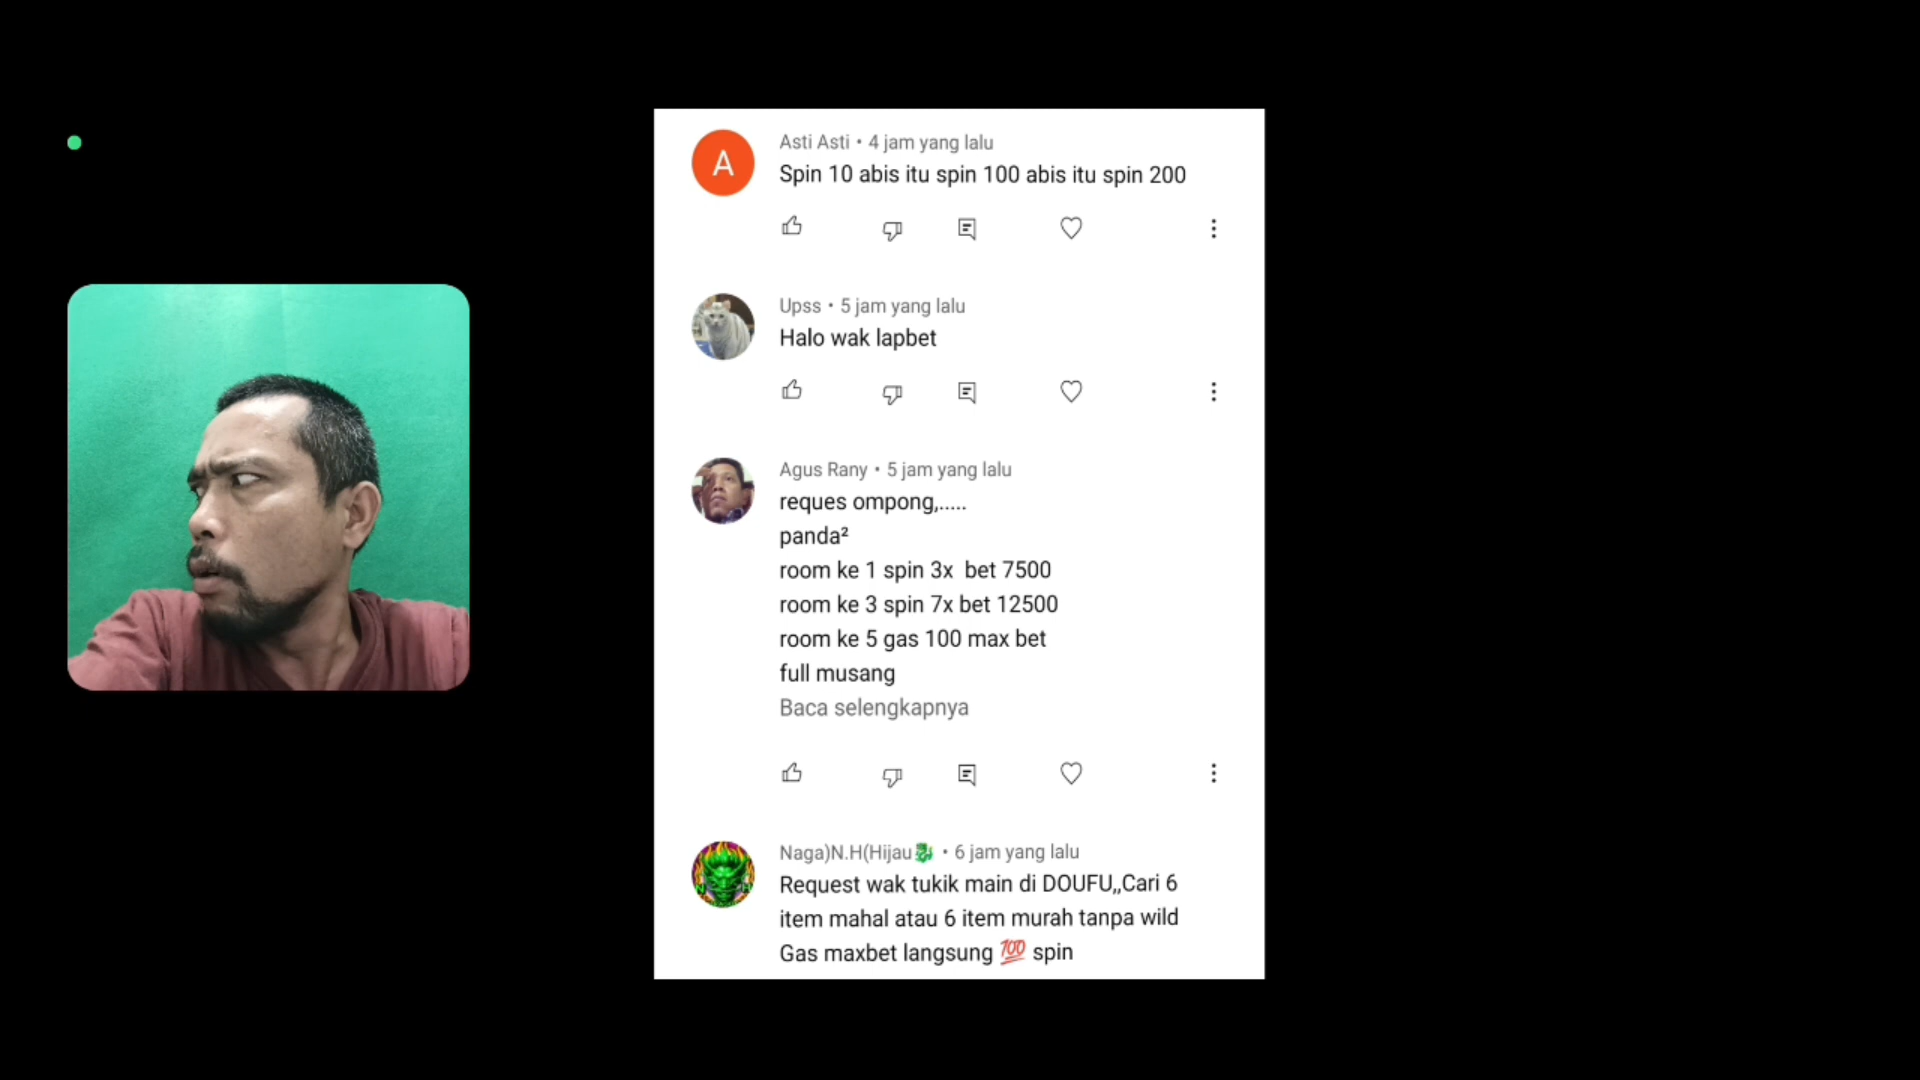 A
Asti Asti • 4 jam yang lalu
Spin 10 abis itu spin 100 abis itu spin 200
Upss • 5 jam yang lalu
Halo wak lapbet
Agus Rany • 5 jam yang lalu
reques ompong,.....
panda²
room ke 1 spin 3x  bet 7500
room ke 3 spin 7x bet 12500
room ke 5 gas 100 max bet
full musang
Baca selengkapnya
Naga)N.H(Hijau🐉 • 6 jam yang lalu
Request wak tukik main di DOUFU,,Cari 6
item mahal atau 6 item murah tanpa wild
Gas maxbet langsung 💯 spin